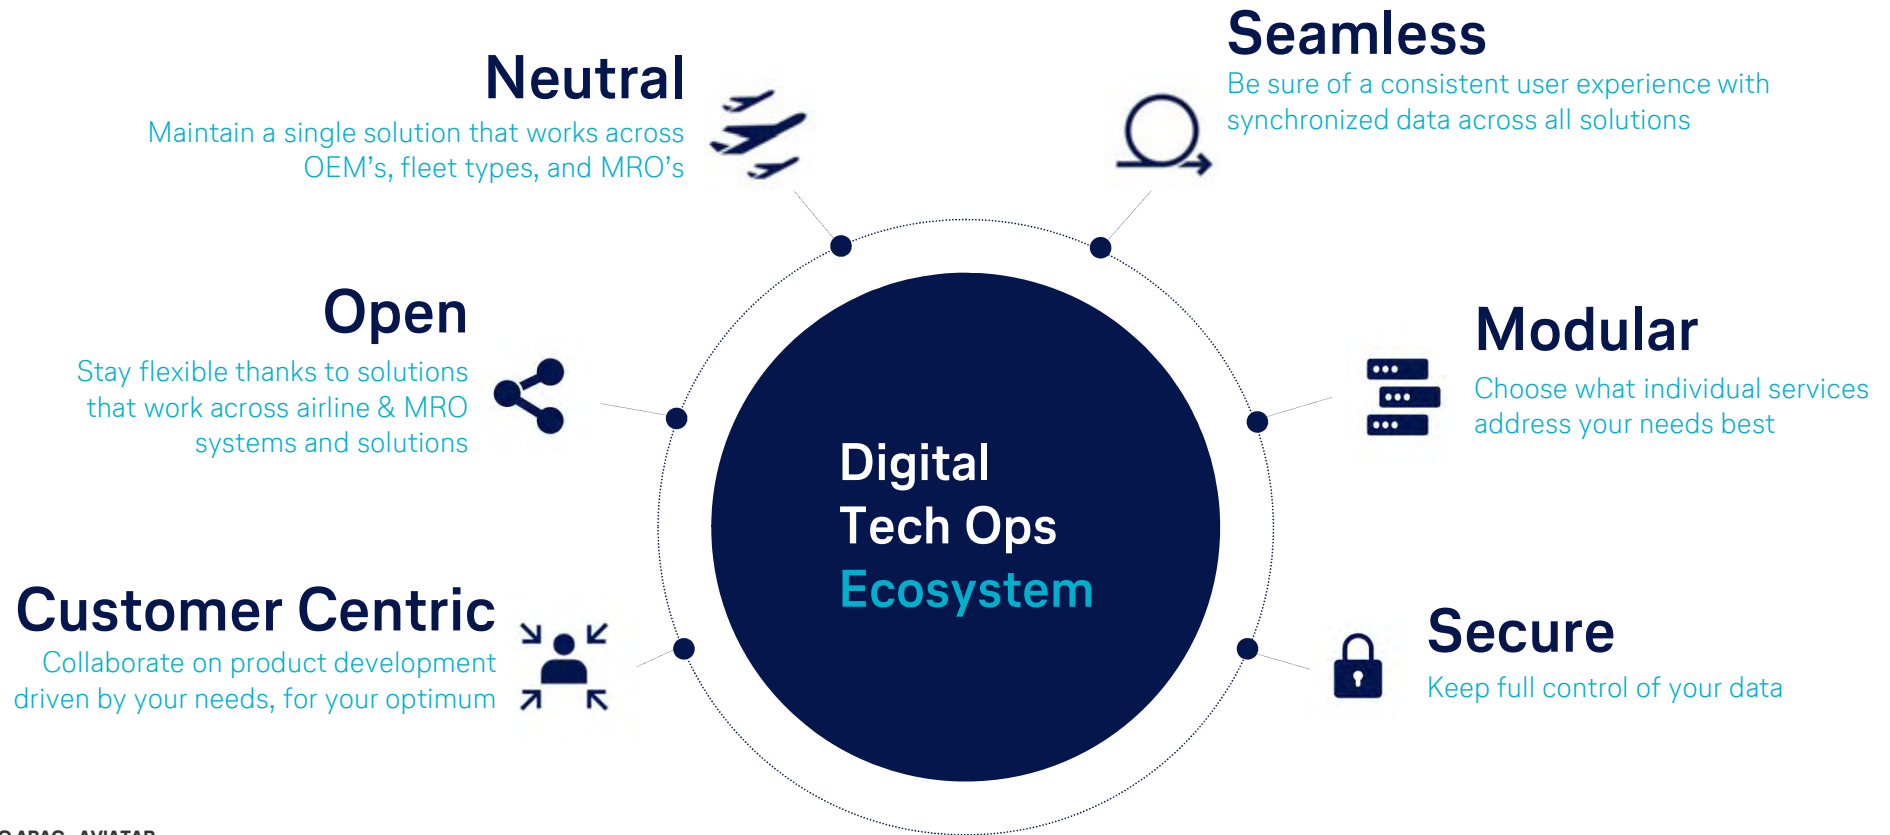 Neutral
Maintain a single solution that works across
OEM's, fleet types, and MRO's
Seamless
Be sure of a consistent user experience with
synchronized data across all solutions
Open
Stay flexible thanks to solutions
that work across airline & MRO
systems and solutions
Modular
Choose what individual services
address your needs best
Digital
Tech Ops
Ecosystem
Customer Centric
Collaborate on product development
driven by your needs, for your optimum
Secure
Keep full control of your data
APAC AVIATAR